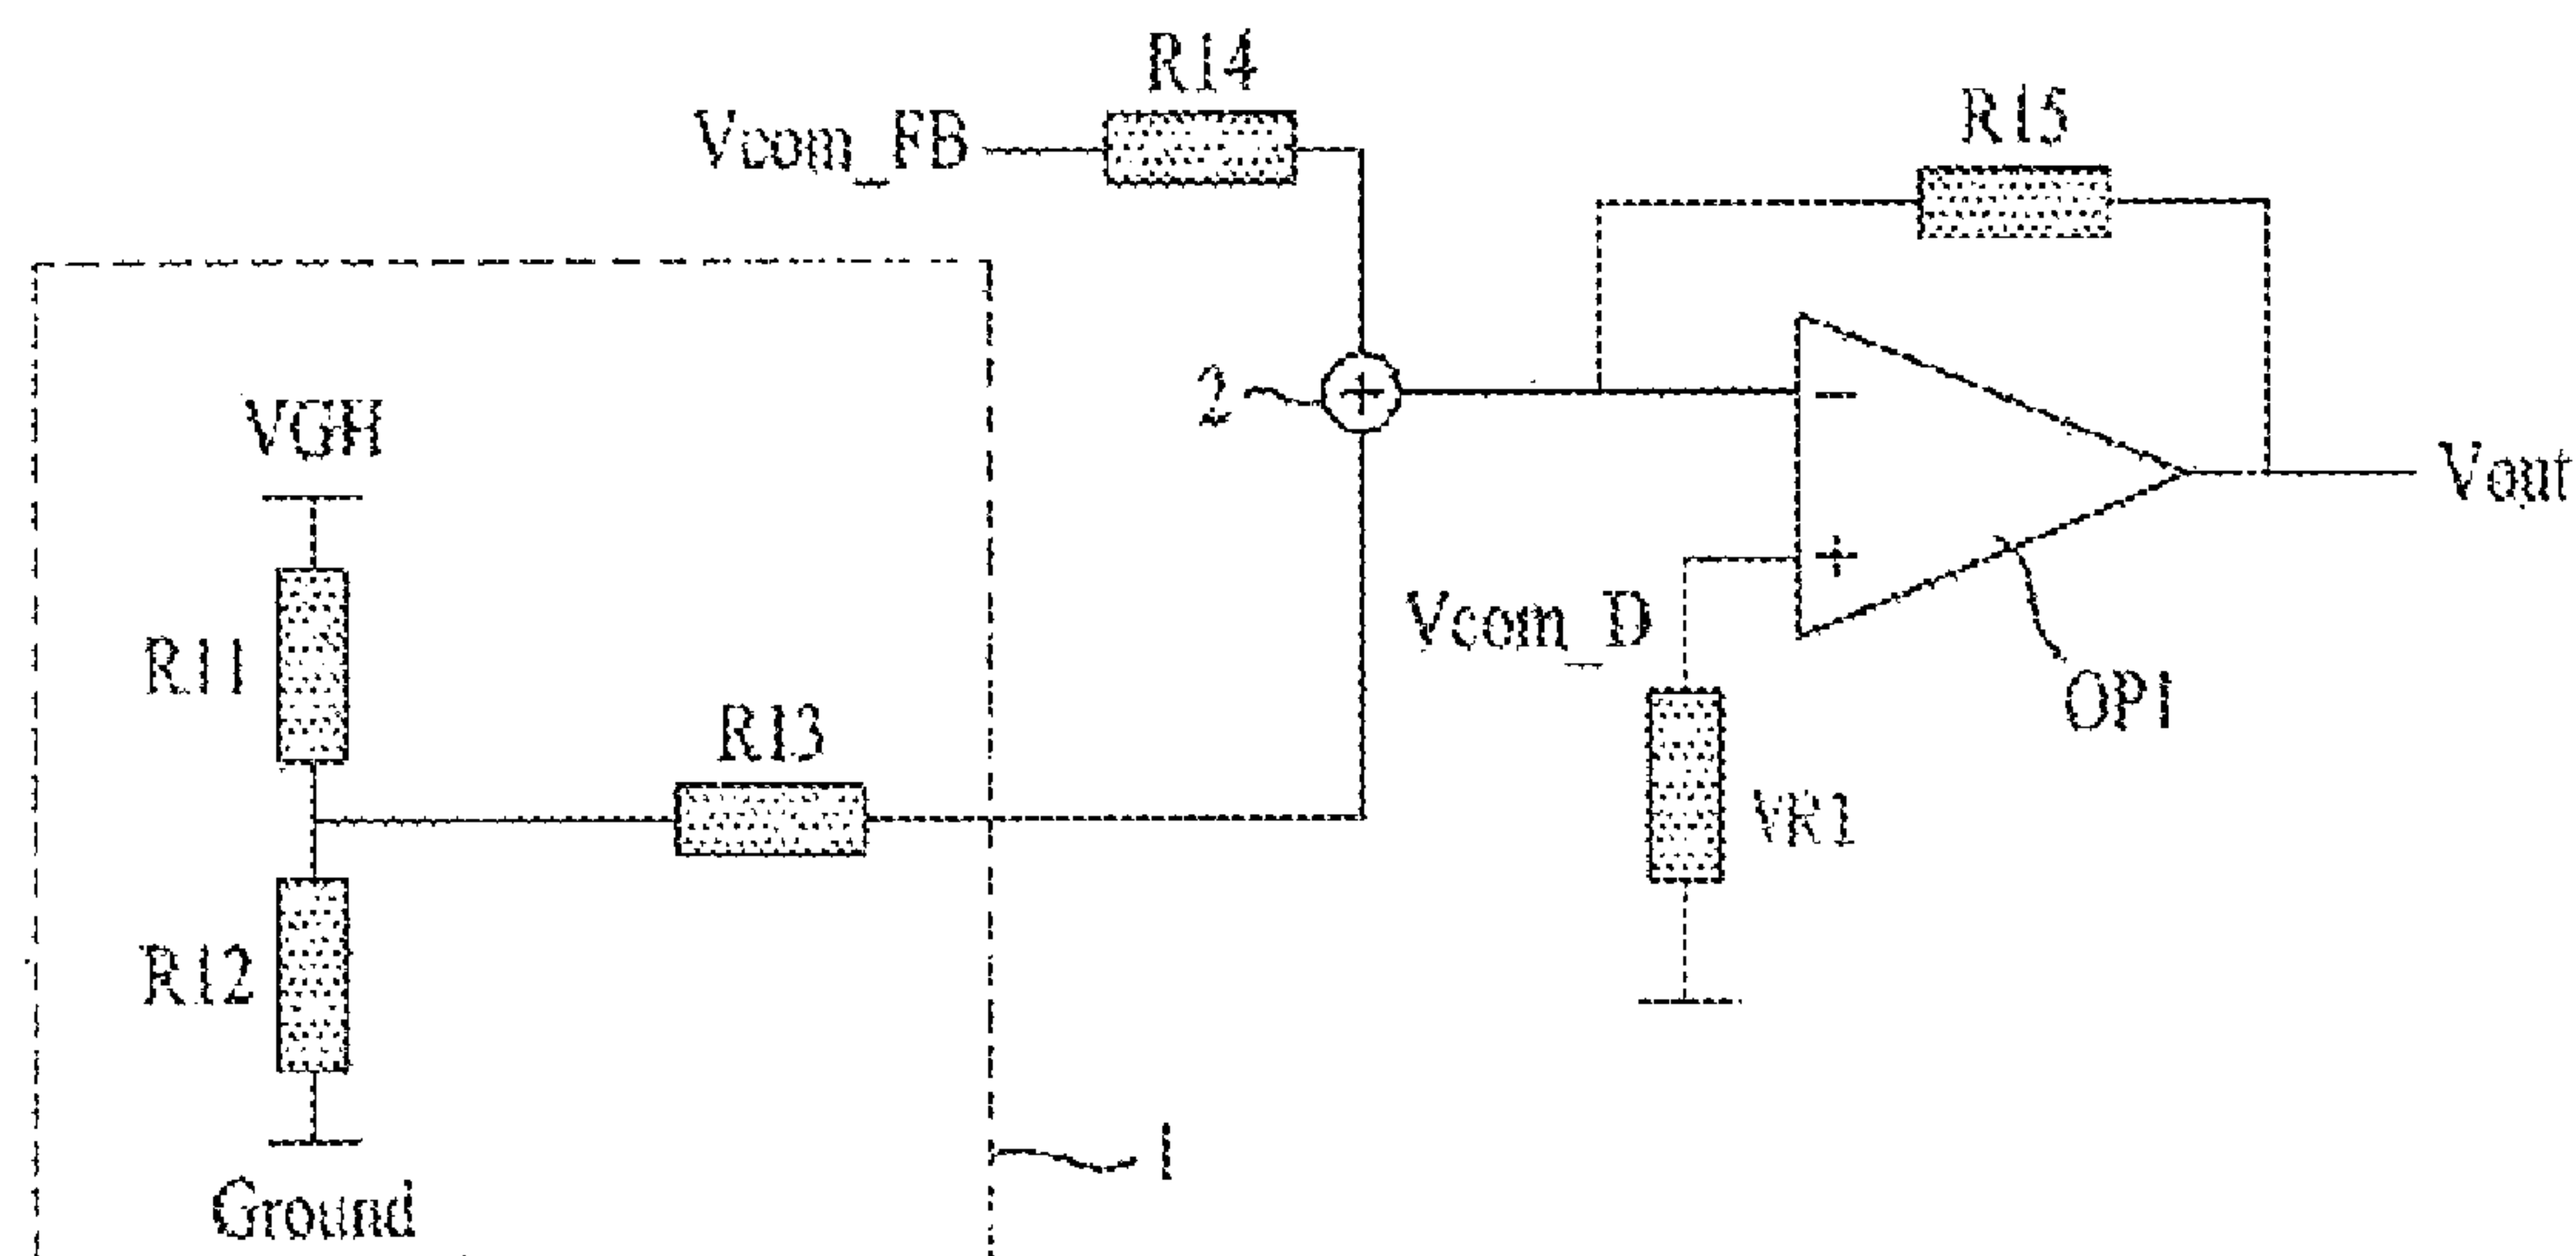 R14
Vcom_FB
R15
2
VGH
−
Vout
+
Vcom_D
R11
OP1
R13
VR1
R12
1
Ground